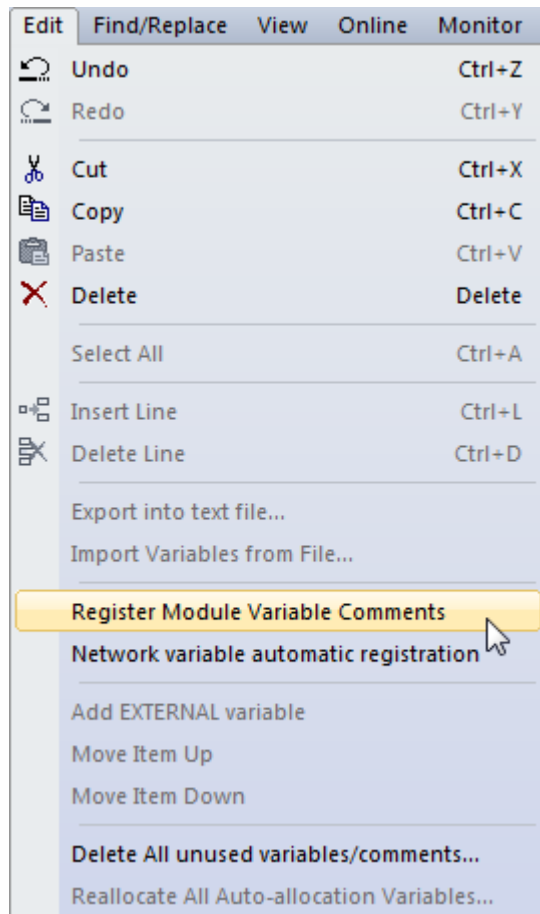 Edit Find/Replace View Online Monitor
Undo Ctrl+Z
Redo Ctrl+Y
Cut Ctrl+X
Copy Ctrl+C
Paste Ctrl+V
Delete Delete
Select All Ctrl+A
Insert Line Ctrl+L
Delete Line Ctrl+D
Export into text file...
Import Variables from File...
Register Module Variable Comments
Network variable automatic registration
Add EXTERNAL variable
Move Item Up
Move Item Down
Delete All unused variables/comments...
Reallocate All Auto-allocation Variables...